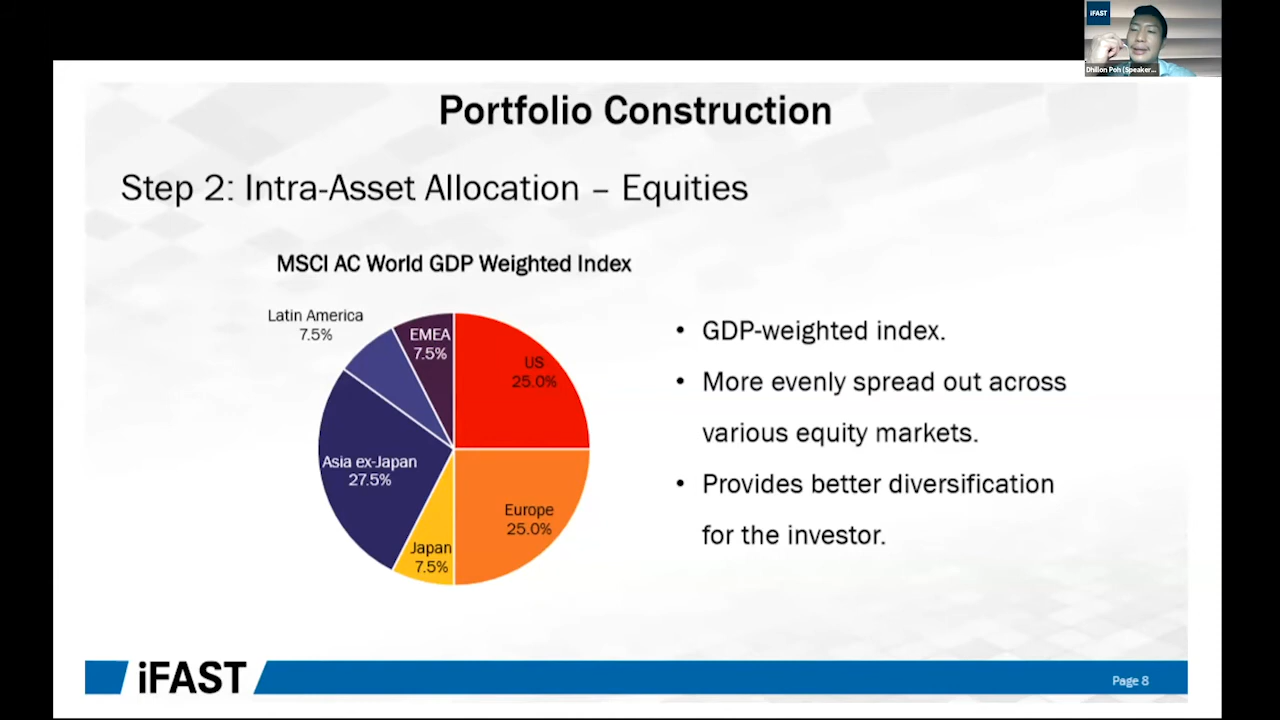 iFAST
Dhilon Poh (Speaker...
Portfolio Construction
Step 2: Intra-Asset Allocation – Equities
MSCI AC World GDP Weighted Index
Latin America
7.5%
EMEA
7.5%
US
25.0%
Asia ex-Japan
27.5%
Europe
25.0%
Japan
7.5%
• GDP-weighted index.
• More evenly spread out across
various equity markets.
• Provides better diversification
for the investor.
iFAST
Page 8